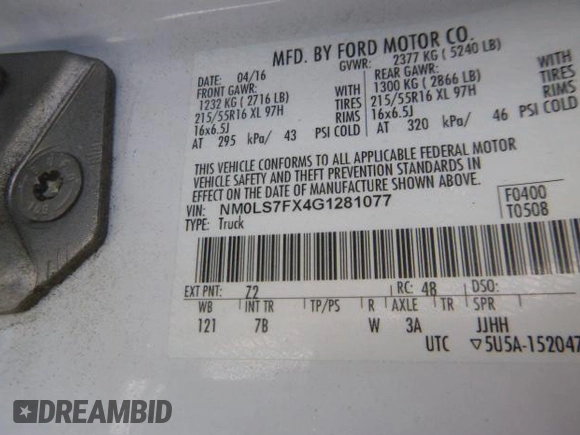 MFD. BY FORD MOTOR CO.
DATE: 04/16 GVWR: 2377 KG ( 5240 LB)
FRONT GAWR: REAR GAWR:
1232 KG ( 2716 LB) WITH 1300 KG ( 2866 LB) WITH
215/55R16 XL 97H TIRES 215/55R16 XL 97H TIRES
16x6.5J RIMS 16x6.5J RIMS
AT 295 kPa/ 43 PSI COLD AT 320 kPa/ 46 PSI COLD
THIS VEHICLE CONFORMS TO ALL APPLICABLE FEDERAL MOTOR
VEHICLE SAFETY AND THEFT PREVENTION STANDARDS IN
EFFECT ON THE DATE OF MANUFACTURE SHOWN ABOVE.
VIN: NM0LS7FX4G1281077 F0400
TYPE: Truck T0508
EXT PNT: Z2 RC: 48 DSO:
WB INT TR TP/PS R AXLE TR SPR
121 7B W 3A JJHH
UTC ▽5U5A-152047
DREAMBID